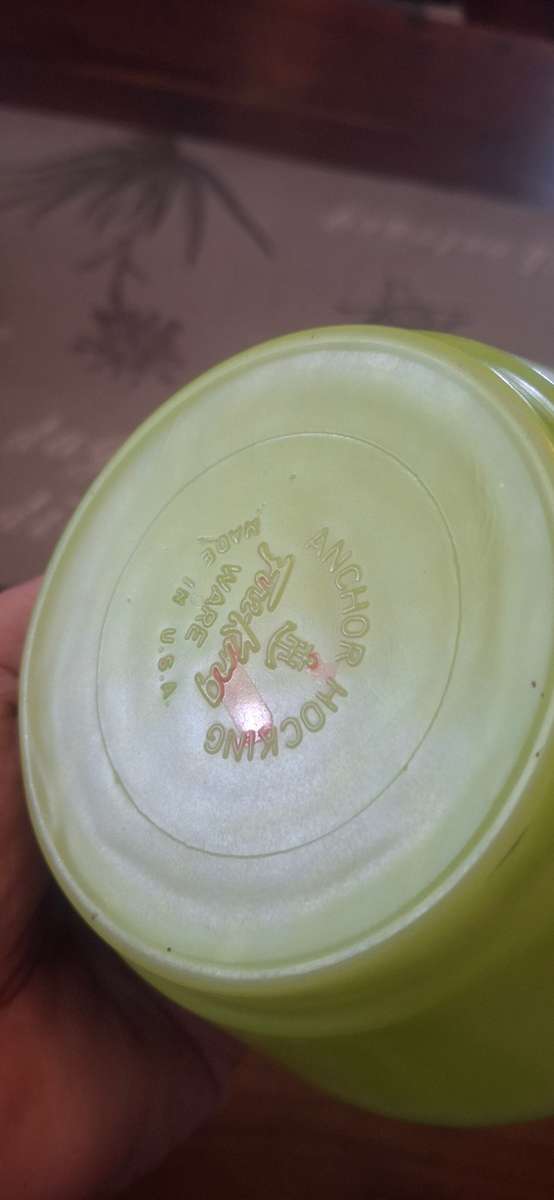 ANCHOR HOCKING
Fire-King
WARE
MADE IN U.S.A